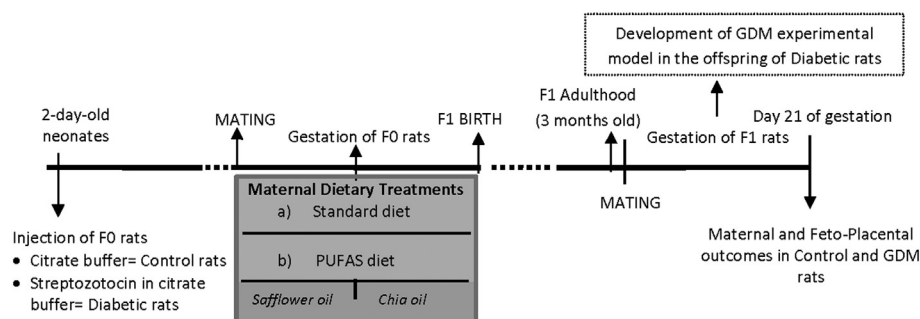 Development of GDM experimental
model in the offspring of Diabetic rats
2-day-old
neonates
MATING
Gestation of F0 rats
F1 BIRTH
F1 Adulthood
(3 months old)
Gestation of F1 rats
Day 21 of gestation
MATING
Maternal Dietary Treatments
a) Standard diet
b) PUFAS diet
Safflower oil
Chia oil
Injection of F0 rats
• Citrate buffer= Control rats
• Streptozotocin in citrate
buffer= Diabetic rats
Maternal and Feto-Placental
outcomes in Control and GDM
rats